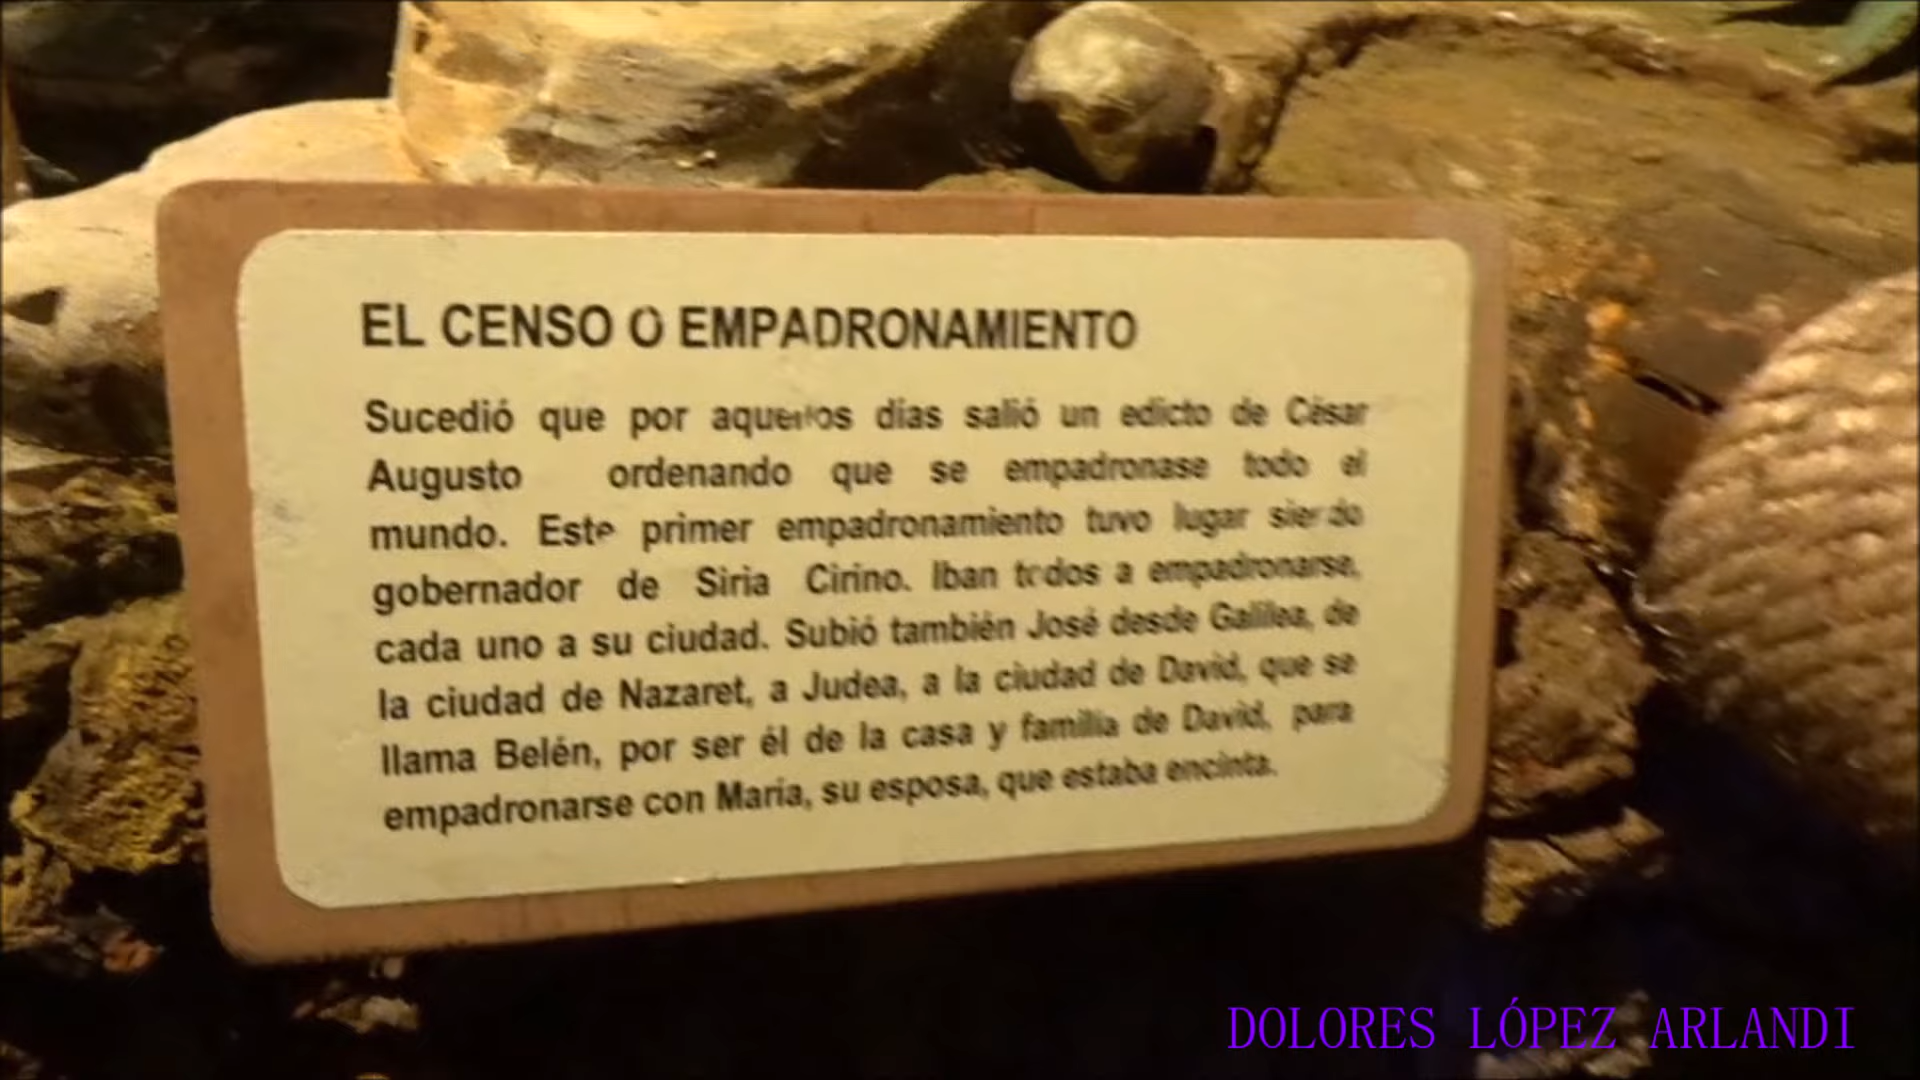 EL CENSO O EMPADRONAMIENTO
Sucedió que por aquellos días salió un edicto de César
Augusto ordenando que se empadronase todo el
mundo. Este primer empadronamiento tuvo lugar siendo
gobernador de Siria Cirino. Iban todos a empadronarse,
cada uno a su ciudad. Subió también José desde Galilea, de
la ciudad de Nazaret, a Judea, a la ciudad de David, que se
llama Belén, por ser él de la casa y familia de David, para
empadronarse con María, su esposa, que estaba encinta.
DOLORES LÓPEZ ARLANDI